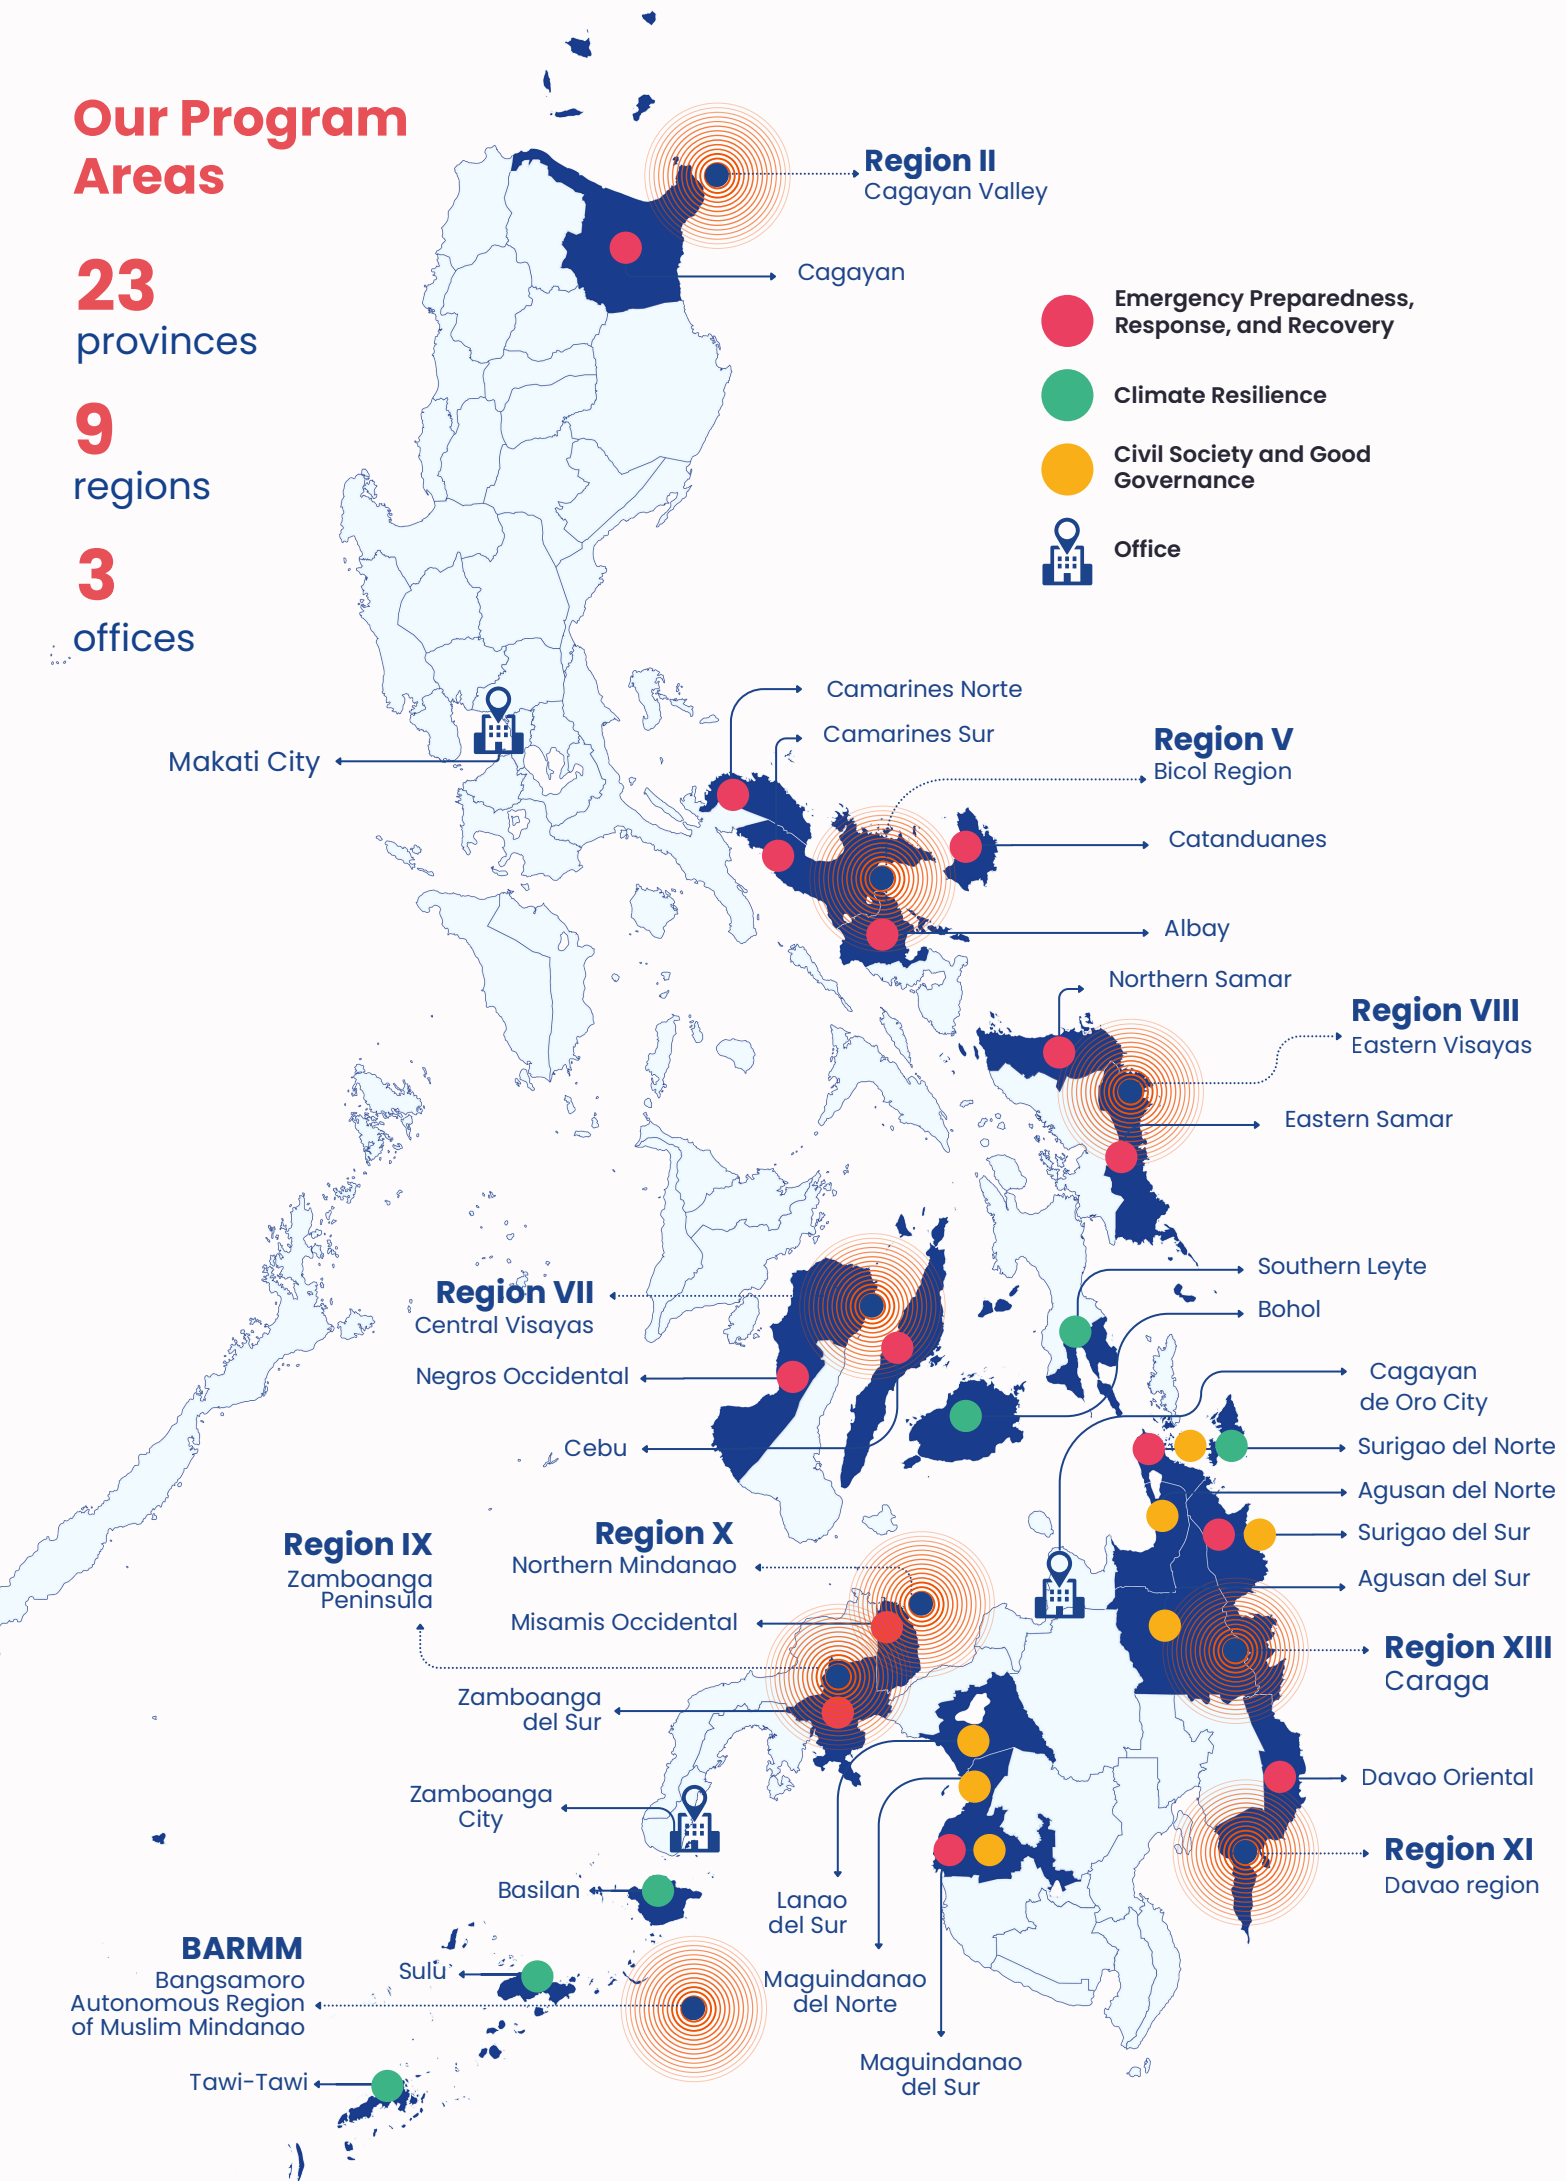 Our Program
Areas
23
provinces
9
regions
3
offices
Region II
Cagayan Valley
Cagayan
Emergency Preparedness,
Response, and Recovery
Climate Resilience
Civil Society and Good
Governance
Office
Makati City
Camarines Norte
Camarines Sur
Region V
Bicol Region
Catanduanes
Albay
Northern Samar
Region VIII
Eastern Visayas
Eastern Samar
Southern Leyte
Bohol
Region VII
Central Visayas
Negros Occidental
Cebu
Cagayan
de Oro City
Surigao del Norte
Agusan del Norte
Surigao del Sur
Agusan del Sur
Region IX
Zamboanga
Peninsula
Region X
Northern Mindanao
Misamis Occidental
Region XIII
Caraga
Zamboanga
del Sur
Zamboanga
City
Davao Oriental
Region XI
Davao region
Basilan
Lanao
del Sur
BARMM
Bangsamoro
Autonomous Region
of Muslim Mindanao
Sulu
Maguindanao
del Norte
Maguindanao
del Sur
Tawi-Tawi